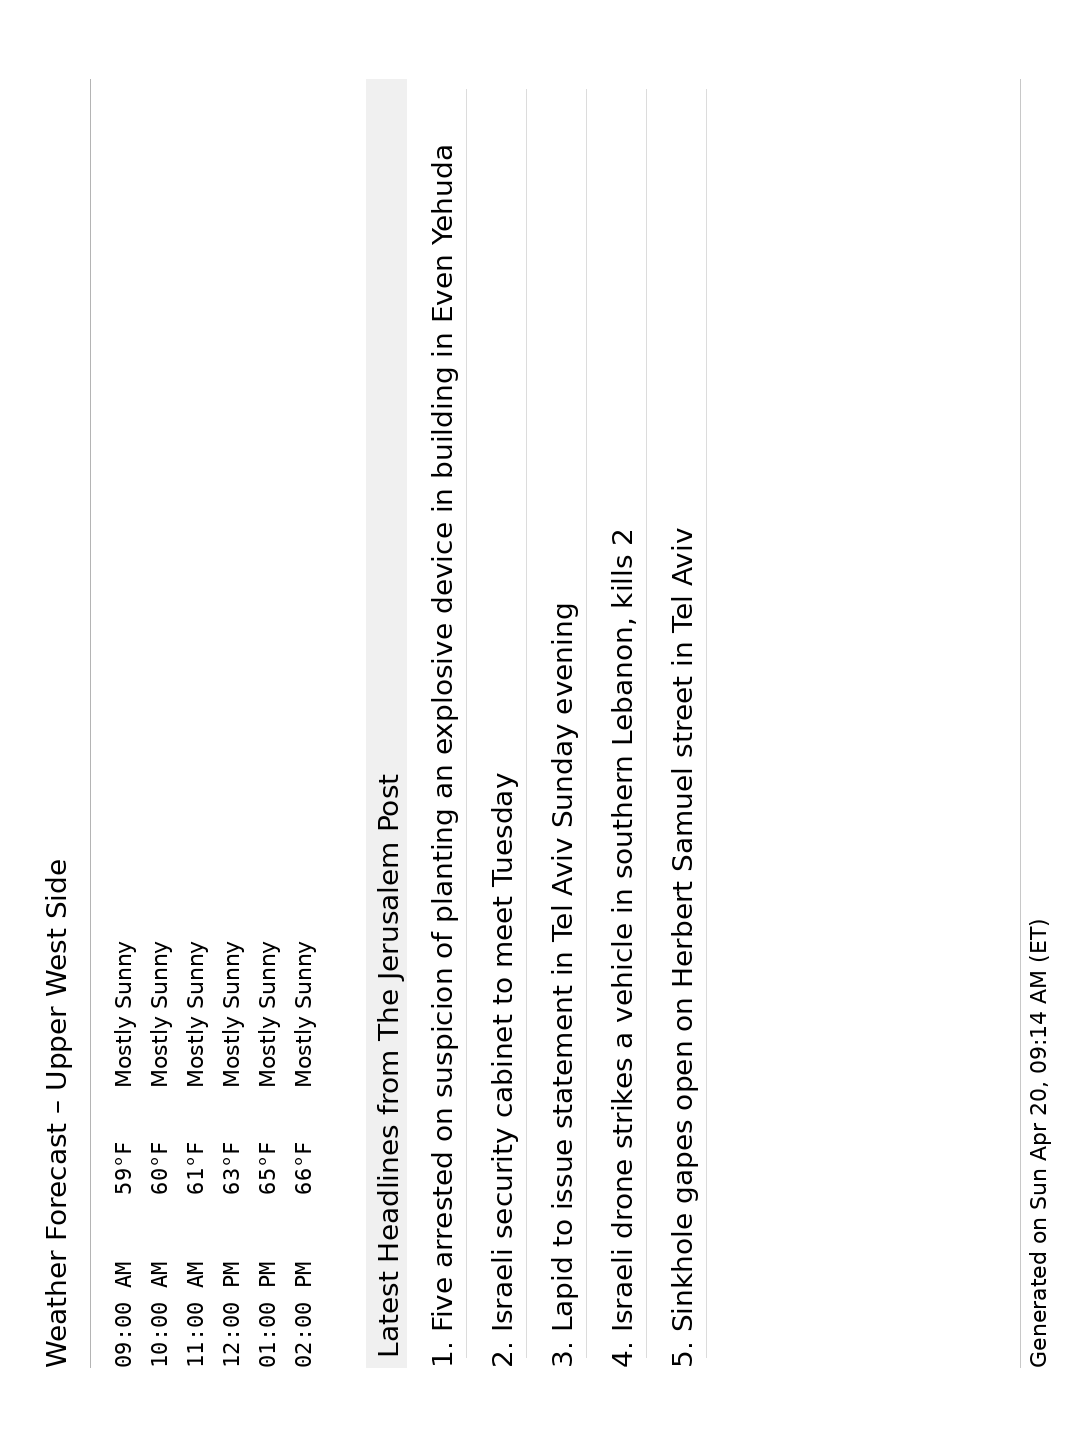 Weather Forecast – Upper West Side
09:00 AM 59°F Mostly Sunny
10:00 AM 60°F Mostly Sunny
11:00 AM 61°F Mostly Sunny
12:00 PM 63°F Mostly Sunny
01:00 PM 65°F Mostly Sunny
02:00 PM 66°F Mostly Sunny
Latest Headlines from The Jerusalem Post
1. Five arrested on suspicion of planting an explosive device in building in Even Yehuda
2. Israeli security cabinet to meet Tuesday
3. Lapid to issue statement in Tel Aviv Sunday evening
4. Israeli drone strikes a vehicle in southern Lebanon, kills 2
5. Sinkhole gapes open on Herbert Samuel street in Tel Aviv
Generated on Sun Apr 20, 09:14 AM (ET)